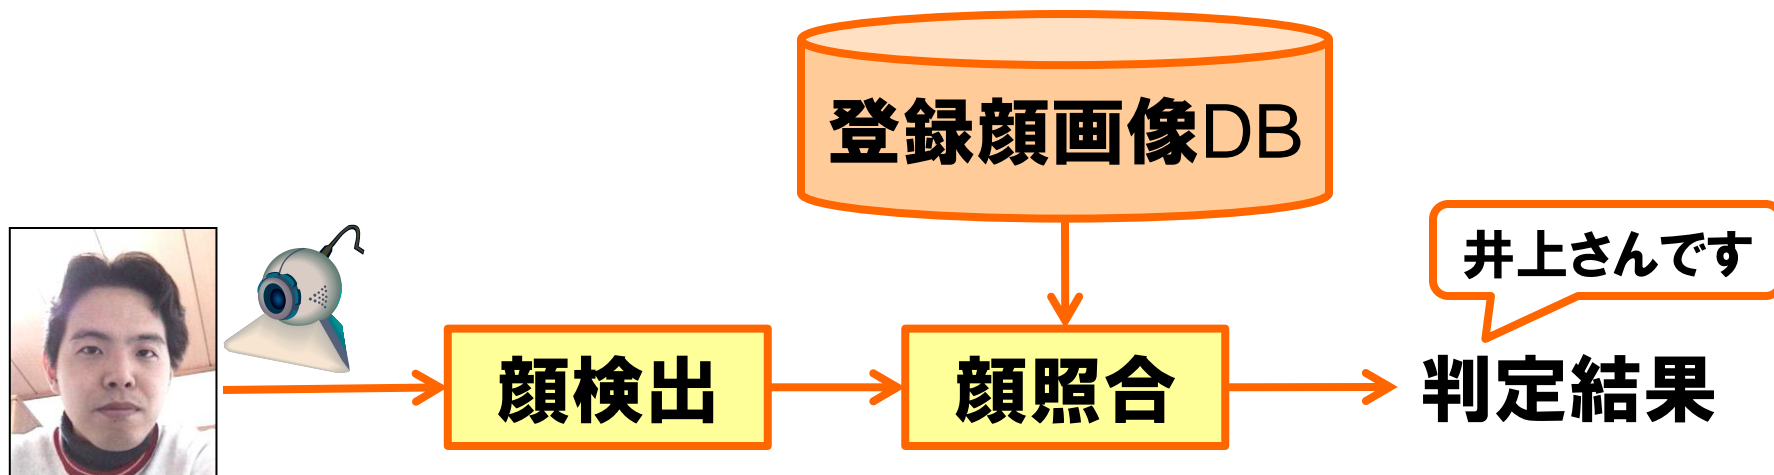 登録顔画像DB
井上さんです
顔検出
顔照合
判定結果